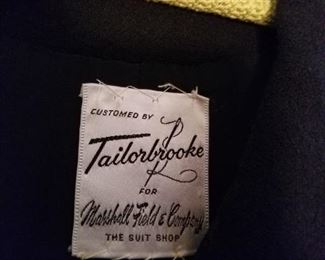 CUSTOMED BY
Tailorbrooke
FOR
Marshall Field & Company
THE SUIT SHOP